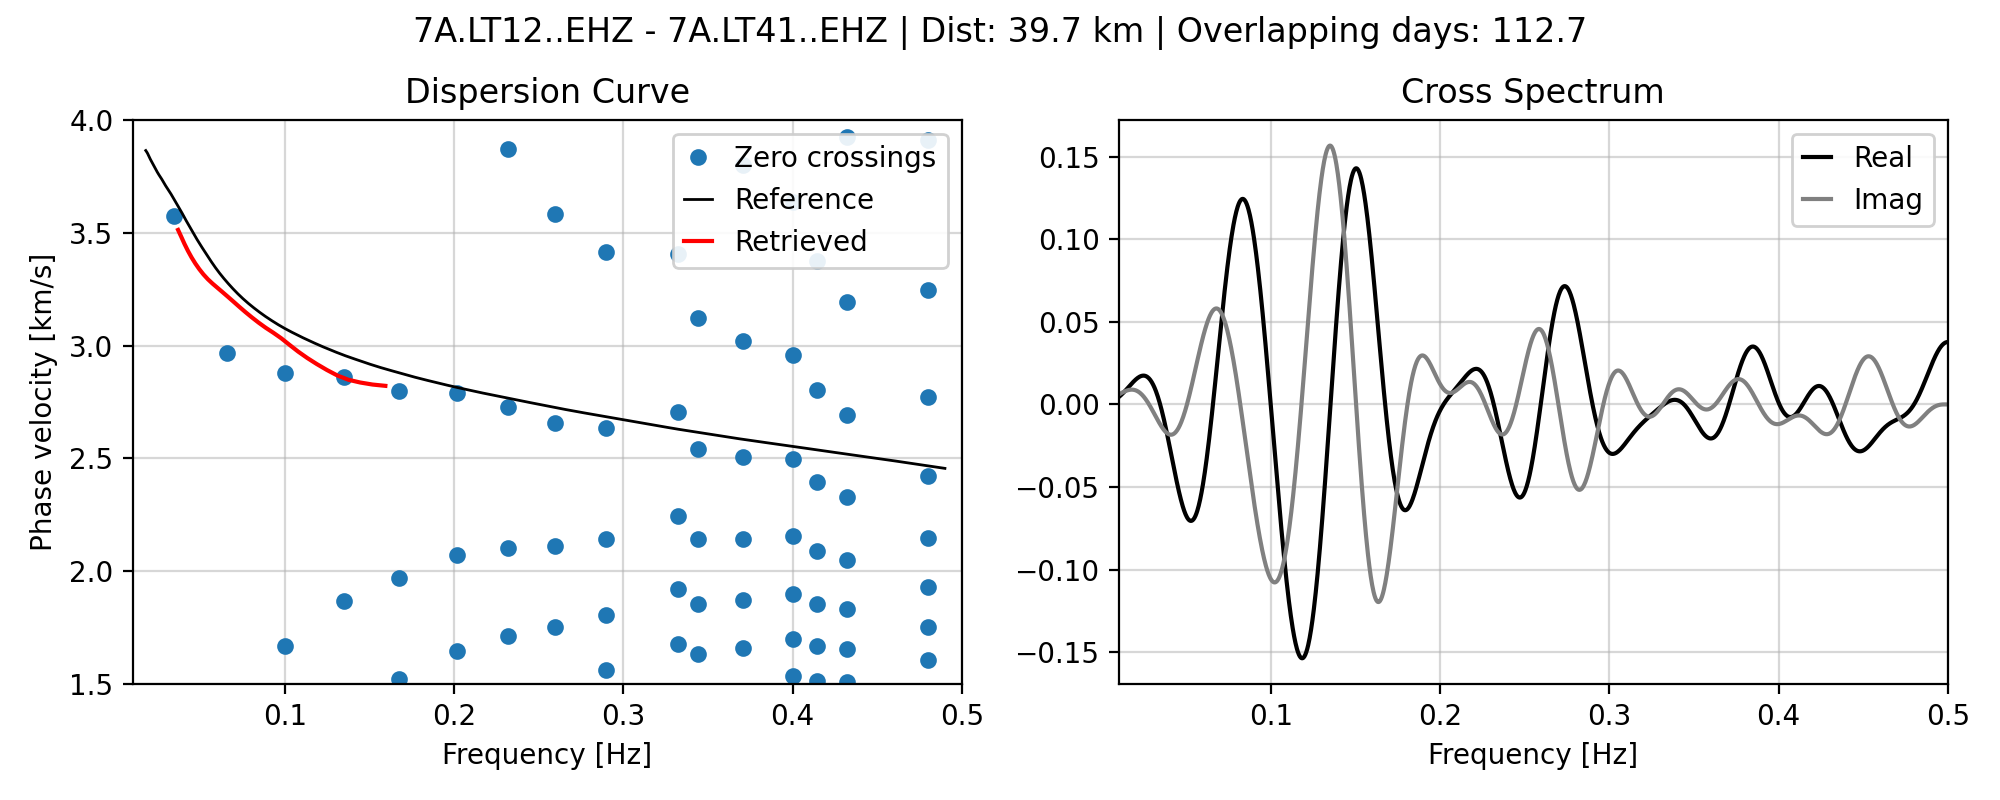 7A.LT12..EHZ - 7A.LT41..EHZ | Dist: 39.7 km | Overlapping days: 112.7
Dispersion Curve
4.0
3.5
3.0
2.5
2.0
1.5
Phase velocity [km/s]
0.1 0.2 0.3 0.4 0.5
Frequency [Hz]
Zero crossings
Reference
Retrieved
Cross Spectrum
0.15
0.10
0.05
0.00
−0.05
−0.10
−0.15
0.1 0.2 0.3 0.4 0.5
Frequency [Hz]
Real
Imag